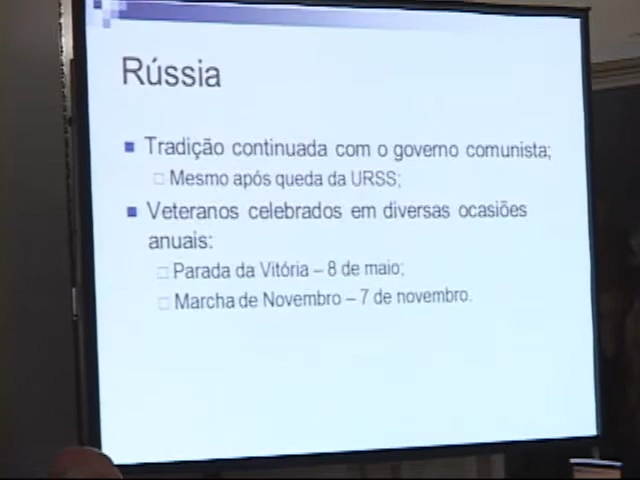 Rússia
Tradição continuada com o governo comunista;
Mesmo após queda da URSS;
Veteranos celebrados em diversas ocasiões
anuais:
Parada da Vitória – 8 de maio;
Marcha de Novembro – 7 de novembro.